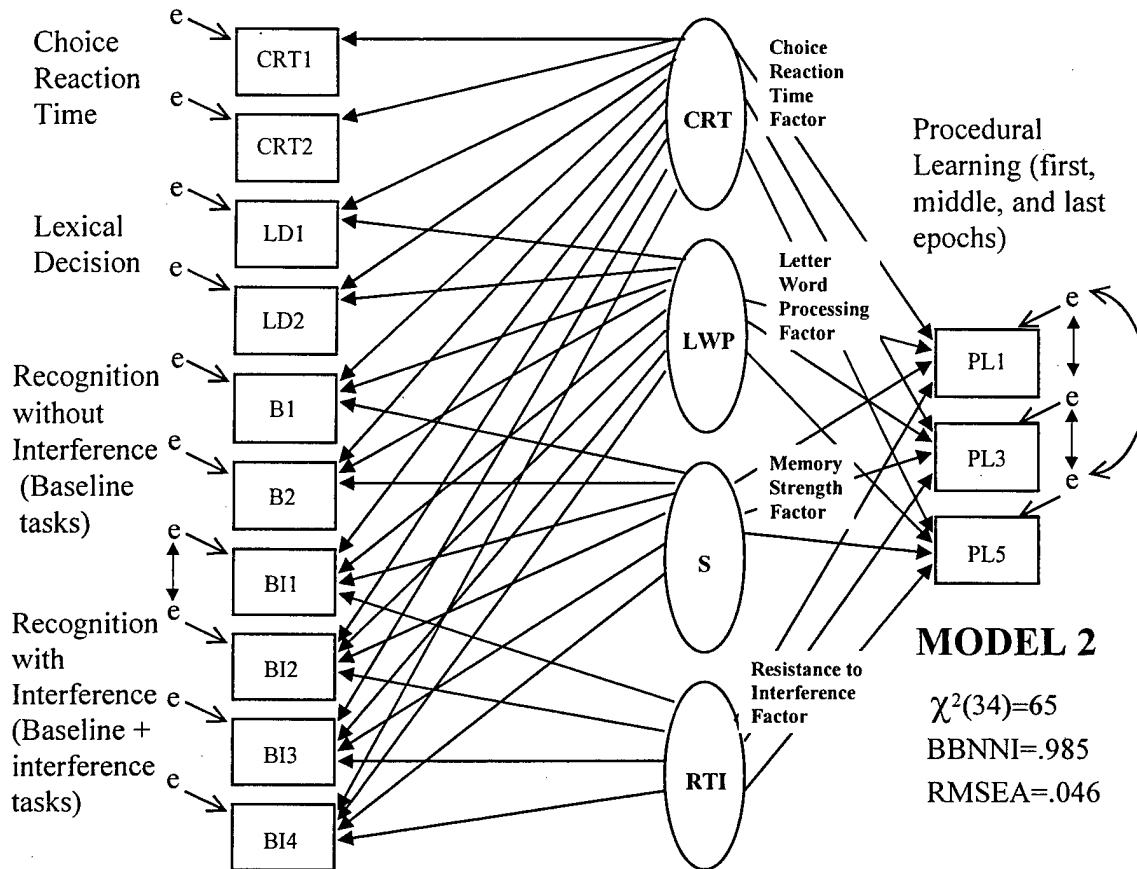 Choice
Reaction
Time
Lexical
Decision
Recognition
without
Interference
(Baseline
tasks)
Recognition
with
Interference
(Baseline +
interference
tasks)
e
CRT1
e
CRT2
e
LD1
e
LD2
e
B1
e
B2
e
BI1
e
BI2
e
BI3
e
BI4
CRT
LWP
S
RTI
Choice
Reaction
Time
Factor
Letter
Word
Processing
Factor
Memory
Strength
Factor
Resistance to
Interference
Factor
Procedural
Learning (first,
middle, and last
epochs)
e
PL1
e
PL3
e
PL5
MODEL 2
χ²(34)=65
BBNNI=.985
RMSEA=.046